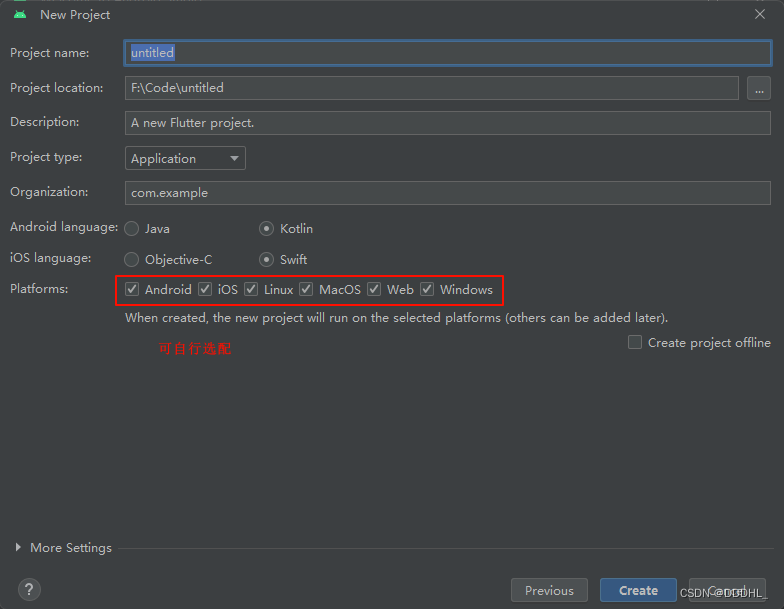 New Project
Project name: untitled
Project location: F:\Code\untitled ...
Description: A new Flutter project.
Project type: Application
Organization: com.example
Android language: Java Kotlin
iOS language: Objective-C Swift
Platforms: Android iOS Linux MacOS Web Windows
When created, the new project will run on the selected platforms (others can be added later).
可自行选配
Create project offline
More Settings
? Previous Create Cancel
CSDN @DDDHL_